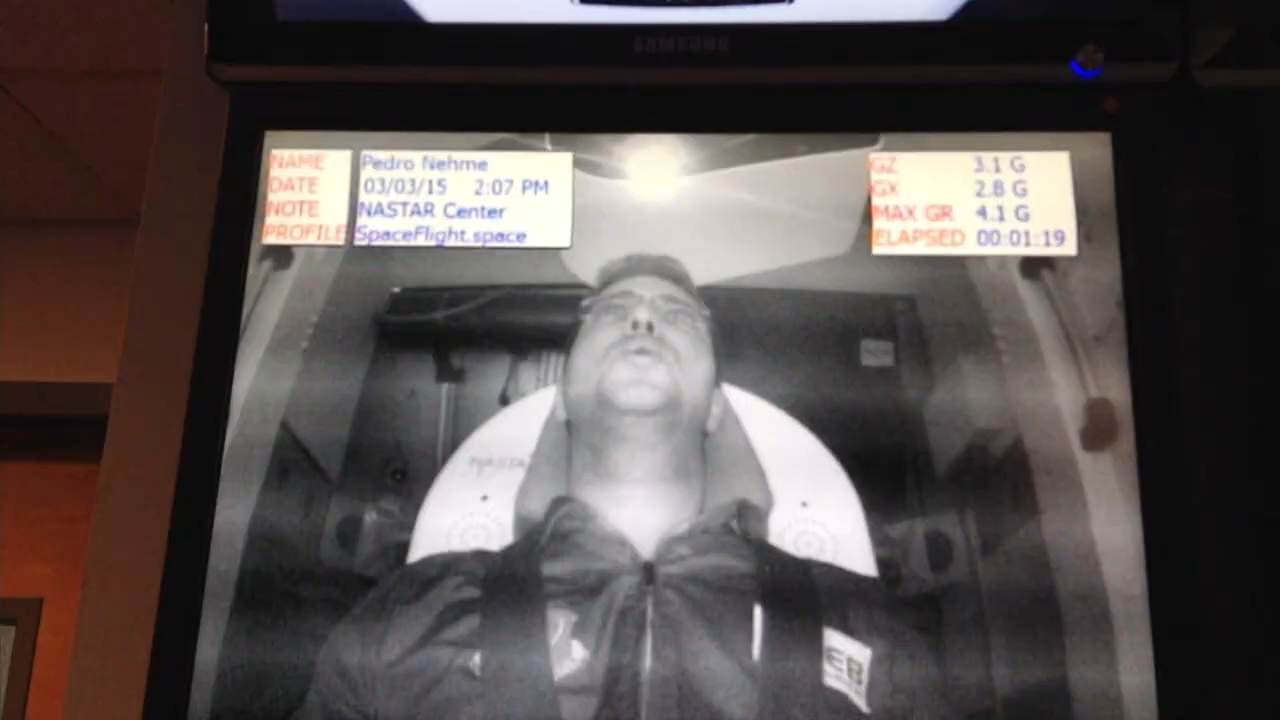 SAMSUNG
NAME Pedro Nehme
DATE 03/03/15 2:07 PM
NOTE NASTAR Center
PROFILE SpaceFlight.space
GZ 3.1 G
GX 2.8 G
MAX GR 4.1 G
ELAPSED 00:01:19
NASTAR
EB